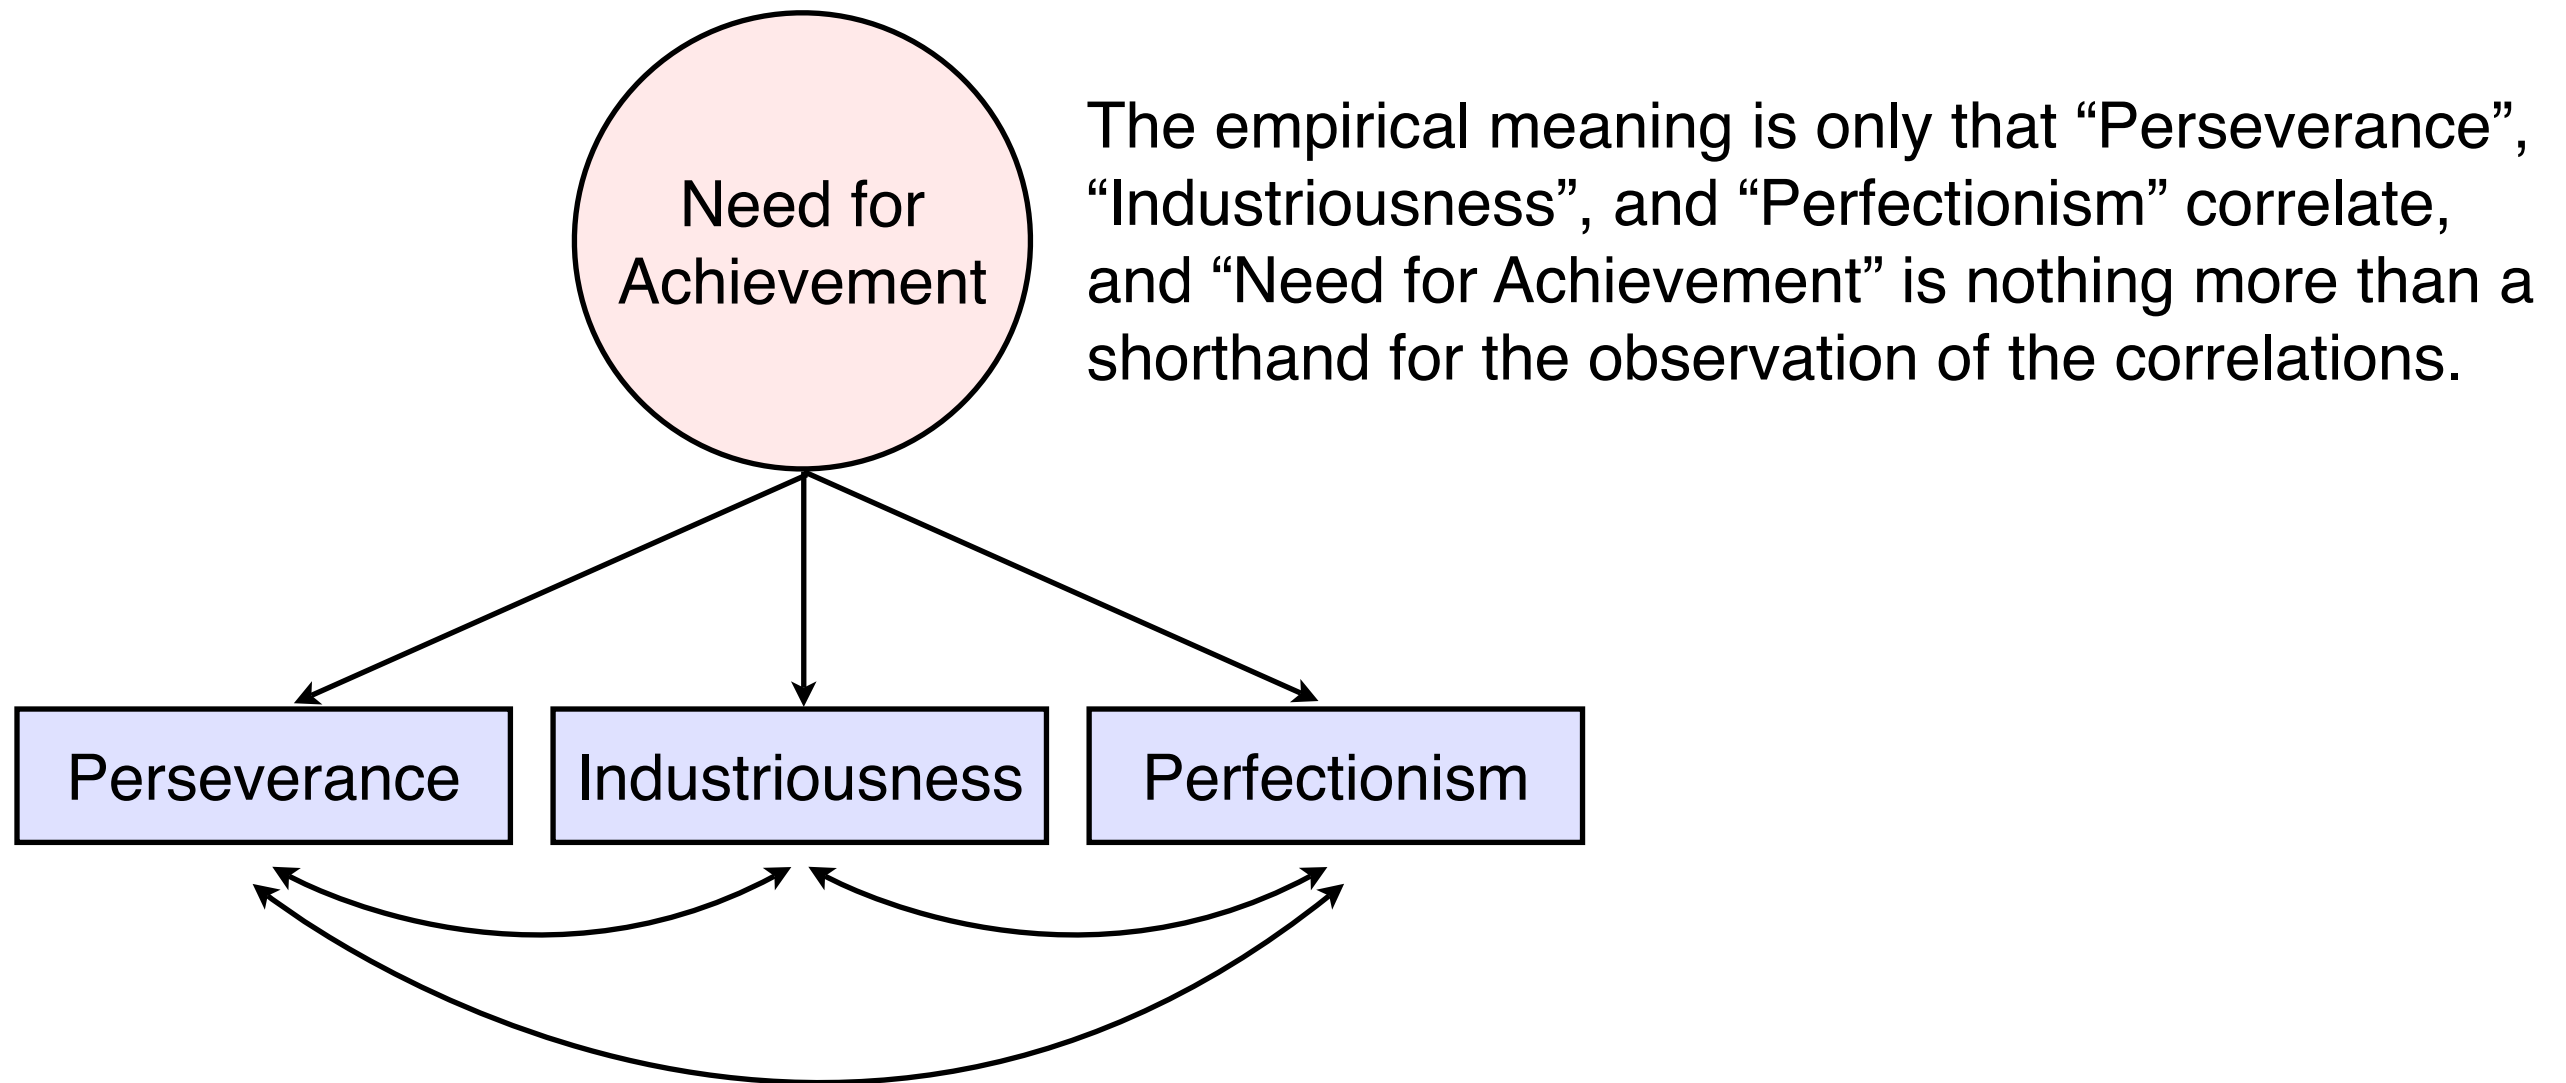 Need for
Achievement
The empirical meaning is only that “Perseverance”,
“Industriousness”, and “Perfectionism” correlate,
and “Need for Achievement” is nothing more than a
shorthand for the observation of the correlations.
Perseverance
Industriousness
Perfectionism